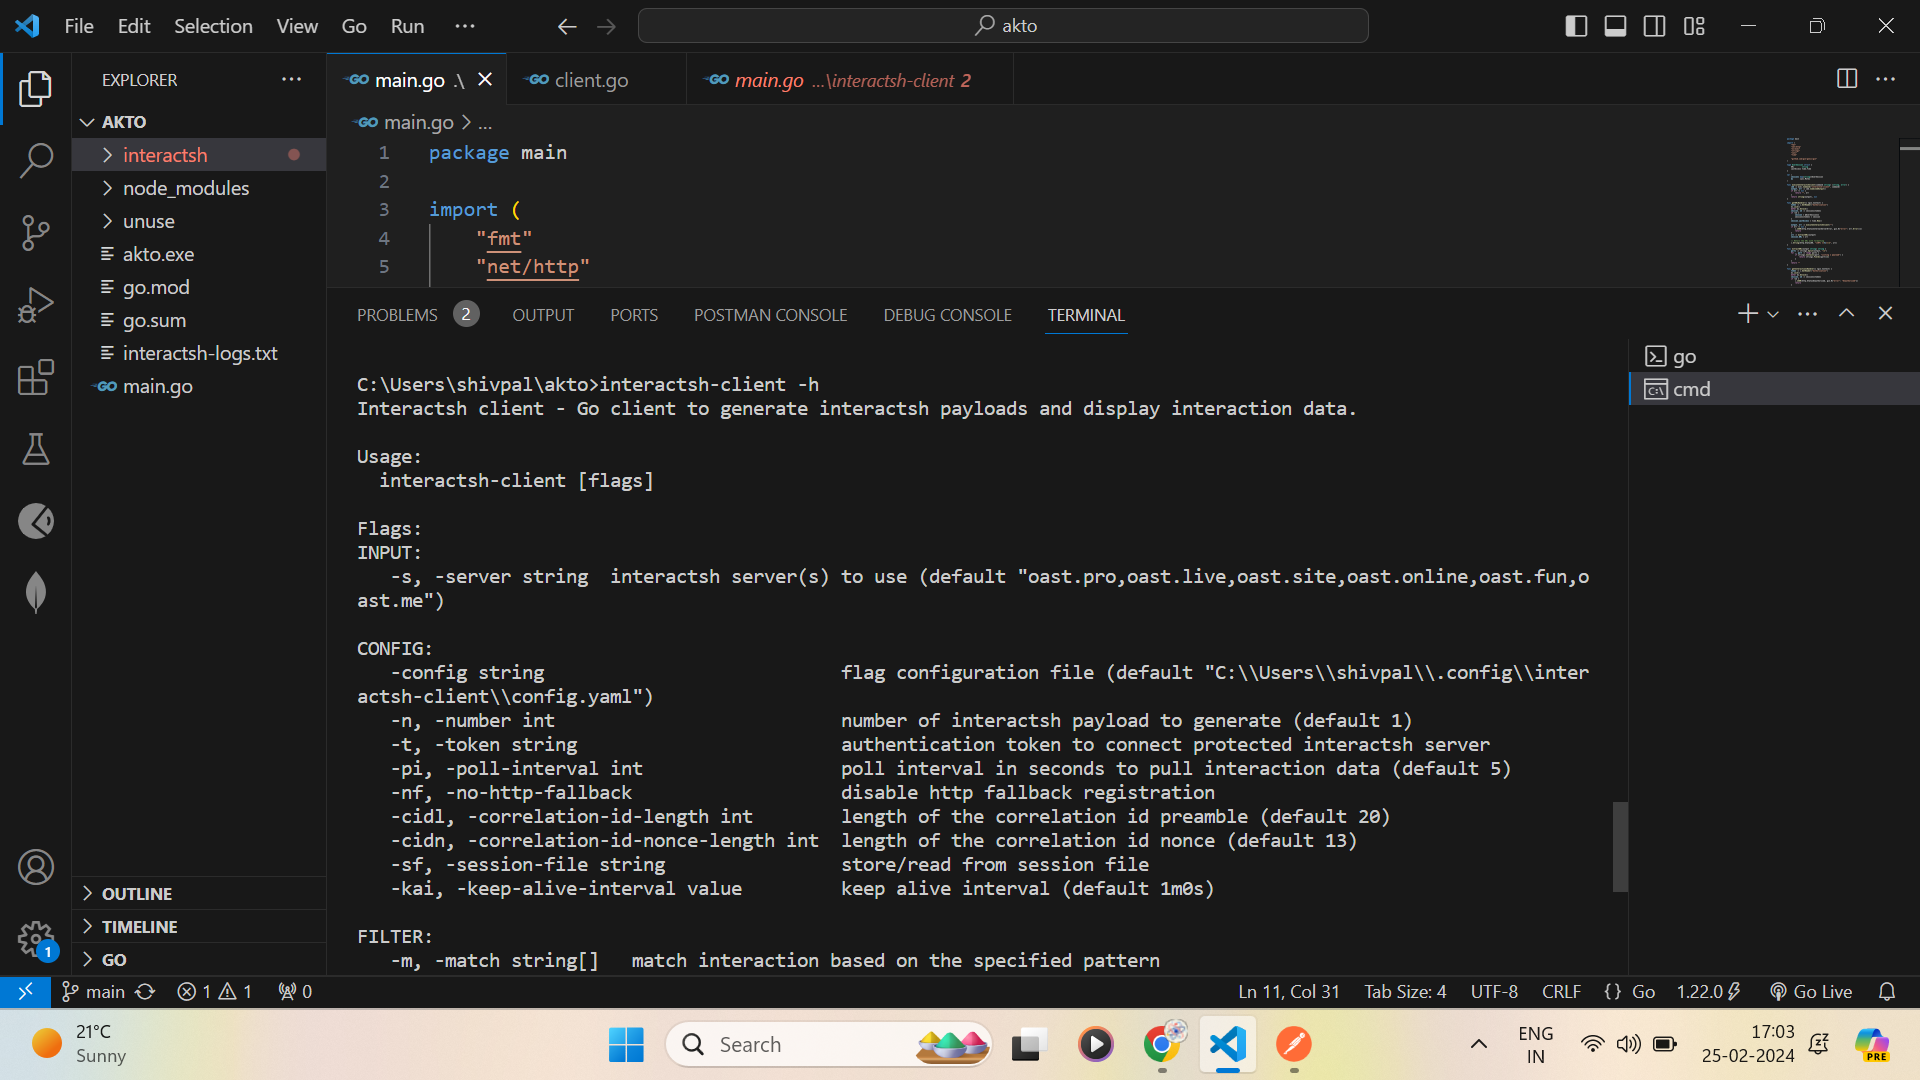 File Edit Selection View Go Run ···
akto
EXPLORER ···
AKTO
interactsh
node_modules
unuse
akto.exe
go.mod
go.sum
interactsh-logs.txt
main.go
OUTLINE
TIMELINE
GO
main.go .\
client.go
main.go ...\interactsh-client 2
main.go > ...
1 package main
2
3 import (
4 "fmt"
5 "net/http"
PROBLEMS 2 OUTPUT PORTS POSTMAN CONSOLE DEBUG CONSOLE TERMINAL
go
cmd
C:\Users\shivpal\akto>interactsh-client -h
Interactsh client - Go client to generate interactsh payloads and display interaction data.
Usage:
interactsh-client [flags]
Flags:
INPUT:
-s, -server string interactsh server(s) to use (default "oast.pro,oast.live,oast.site,oast.online,oast.fun,o
ast.me")
CONFIG:
-config string flag configuration file (default "C:\\Users\\shivpal\\.config\\inter
actsh-client\\config.yaml")
-n, -number int number of interactsh payload to generate (default 1)
-t, -token string authentication token to connect protected interactsh server
-pi, -poll-interval int poll interval in seconds to pull interaction data (default 5)
-nf, -no-http-fallback disable http fallback registration
-cidl, -correlation-id-length int length of the correlation id preamble (default 20)
-cidn, -correlation-id-nonce-length int length of the correlation id nonce (default 13)
-sf, -session-file string store/read from session file
-kai, -keep-alive-interval value keep alive interval (default 1m0s)
FILTER:
-m, -match string[] match interaction based on the specified pattern
1
main 1 1 0 Ln 11, Col 31 Tab Size: 4 UTF-8 CRLF {} Go 1.22.0 Go Live
21°C
Sunny
Search
ENG
IN
17:03
25-02-2024
PRE